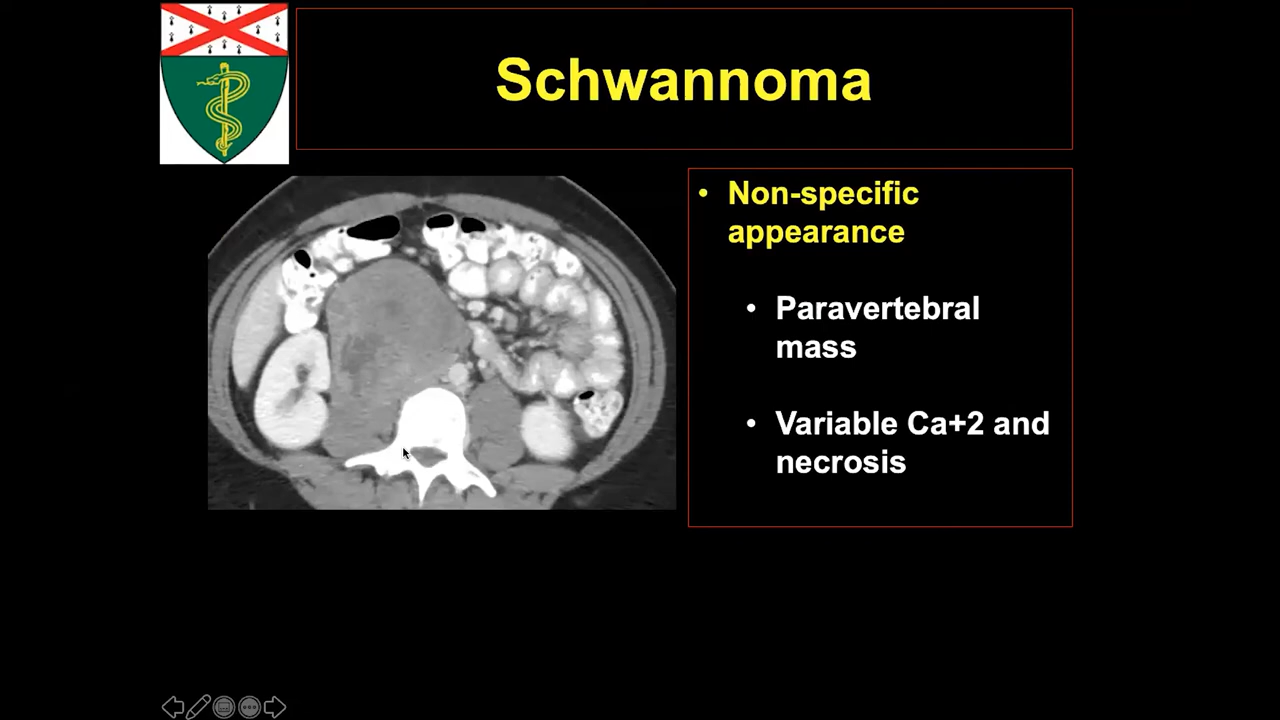 Schwannoma
• Non-specific
appearance
• Paravertebral
mass
• Variable Ca+2 and
necrosis